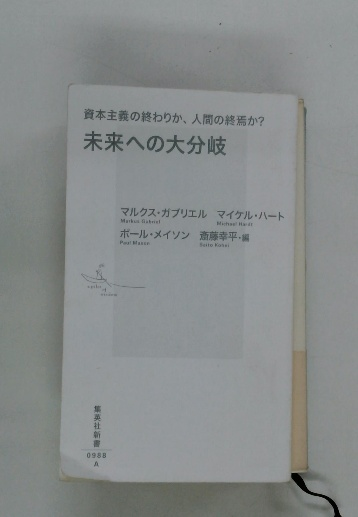 資本主義の終わりか、人間の終焉か?
未来への大分岐
マルクス・ガブリエル マイケル・ハート
Markus Gabriel Michael Hardt
ポール・メイソン 斎藤幸平・編
Paul Mason Saito Kohei
集英社新書
0988
A